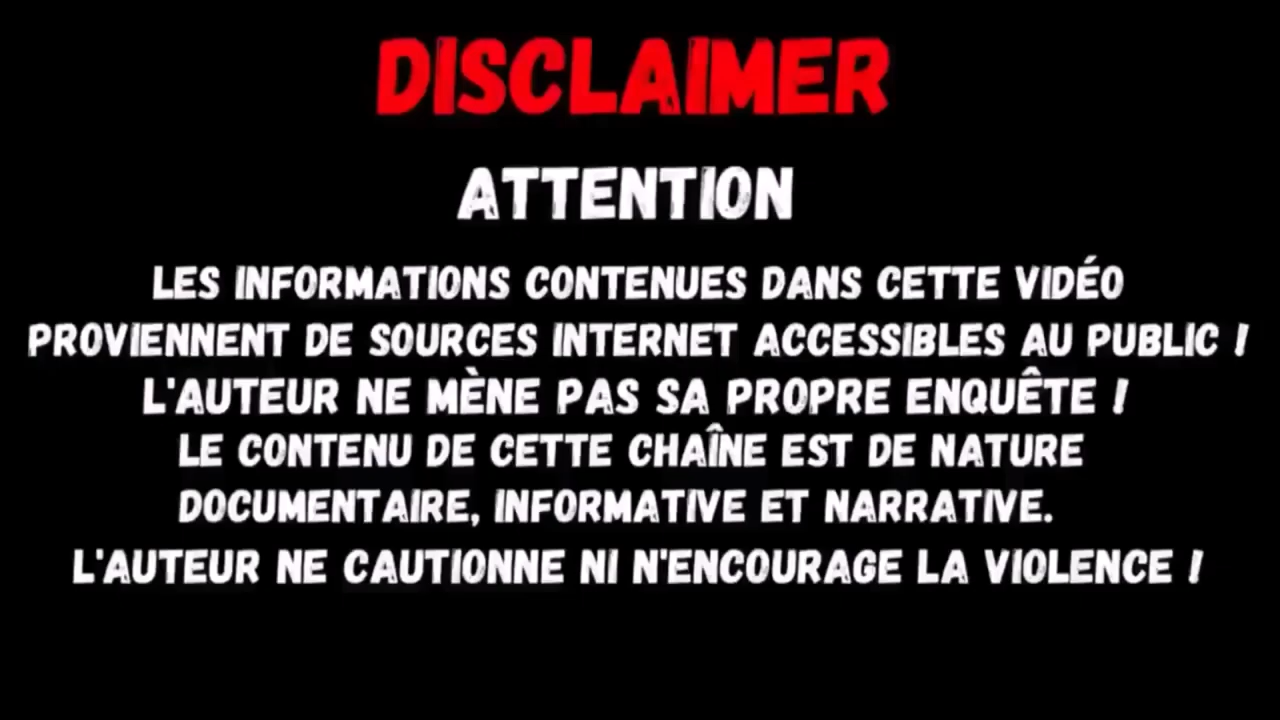 DISCLAIMER
ATTENTION
LES INFORMATIONS CONTENUES DANS CETTE VIDÉO
PROVIENNENT DE SOURCES INTERNET ACCESSIBLES AU PUBLIC !
L'AUTEUR NE MÈNE PAS SA PROPRE ENQUÊTE !
LE CONTENU DE CETTE CHAÎNE EST DE NATURE
DOCUMENTAIRE, INFORMATIVE ET NARRATIVE.
L'AUTEUR NE CAUTIONNE NI N'ENCOURAGE LA VIOLENCE !